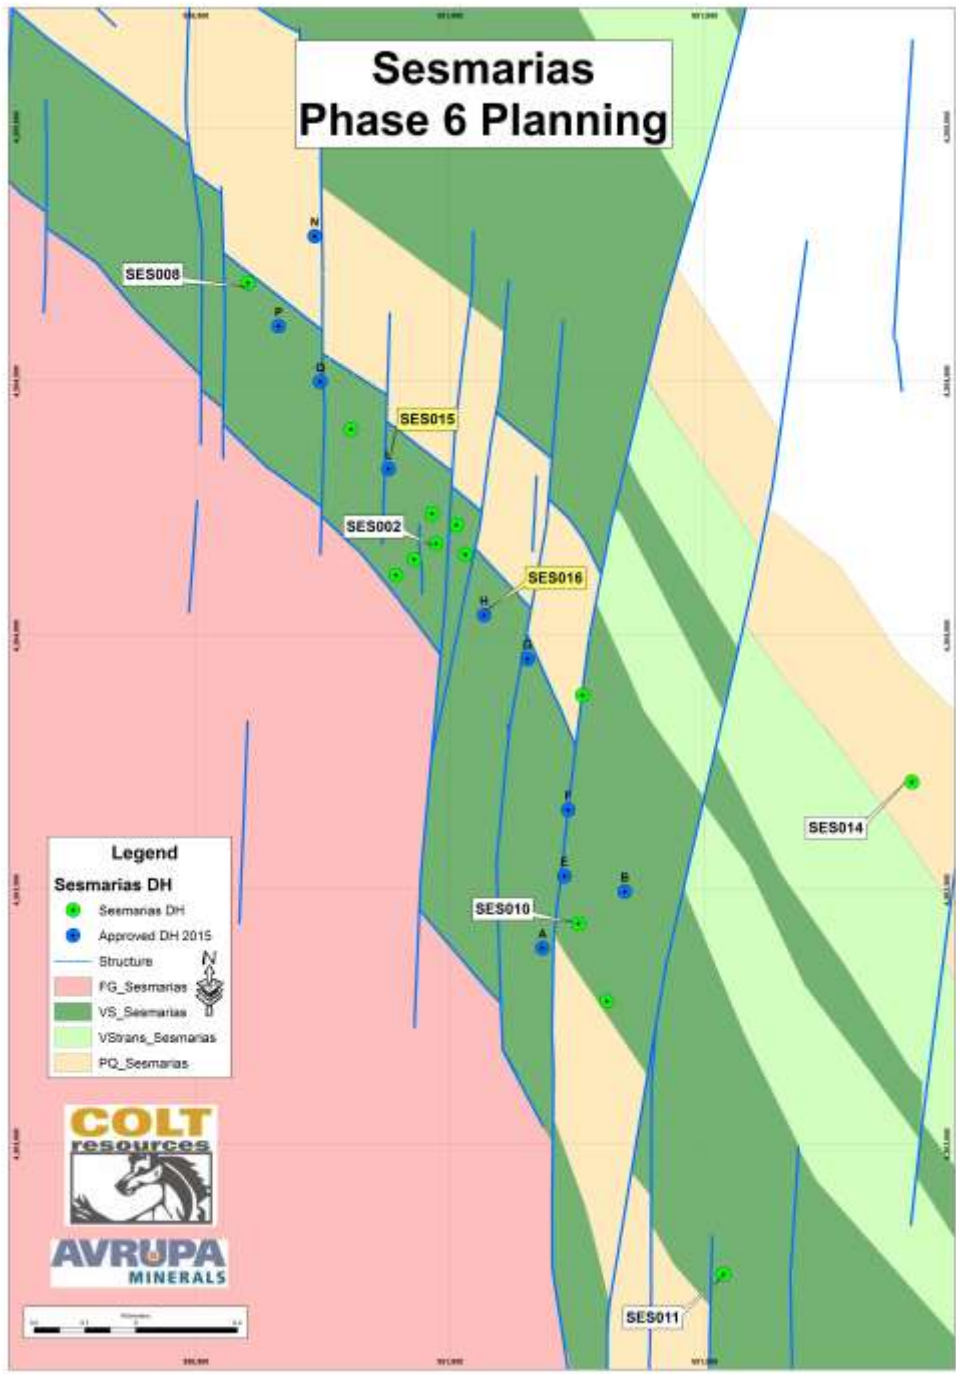 Sesmarias
Phase 6 Planning
N
SES008
P
SES015
L
SES002
SES016
H
G
F
SES014
E
B
SES010
A
Legend
Sesmarias DH
Sesmarias DH
Approved DH 2015
Structure
N
FG_Sesmarias
VS_Sesmarias
VStrans_Sesmarias
PQ_Sesmarias
COLT
resources
AVRUPA
MINERALS
SES011